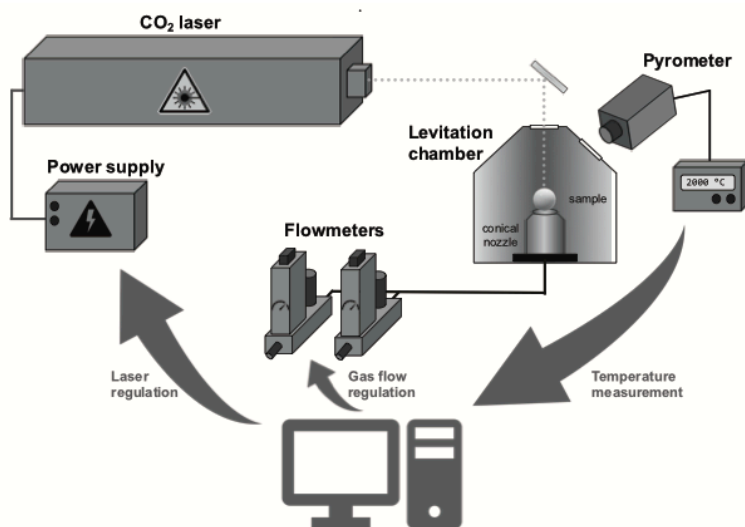 CO₂ laser
Pyrometer
Levitation
chamber
Power supply
2000 °C
sample
conical
nozzle
Flowmeters
Laser
regulation
Gas flow
regulation
Temperature
measurement